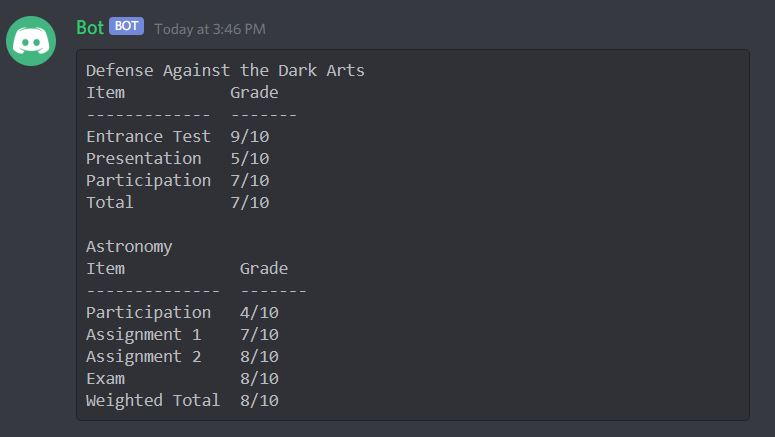 Bot BOT Today at 3:46 PM
Defense Against the Dark Arts
Item           Grade
-------------  -------
Entrance Test  9/10
Presentation   5/10
Participation  7/10
Total          7/10

Astronomy
Item            Grade
--------------  -------
Participation   4/10
Assignment 1    7/10
Assignment 2    8/10
Exam            8/10
Weighted Total  8/10